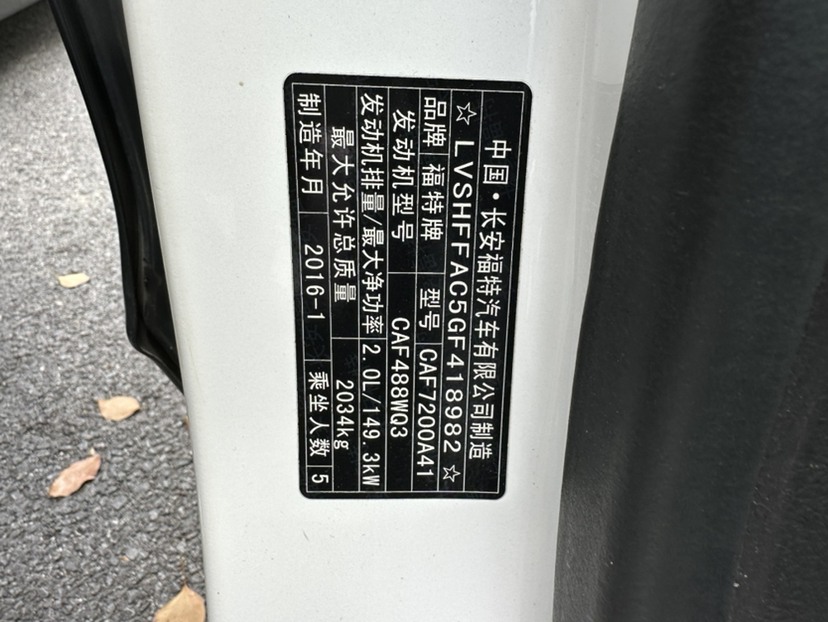 中国·长安福特汽车有限公司制造
☆LVSHFFAC5GF418982☆
品牌 福特牌 型号 CAF7200A41
发动机型号 CAF488WQ3
发动机排量/最大净功率 2.0L/149.3kW
最大允许总质量 2034kg
制造年月 2016-1 乘坐人数 5